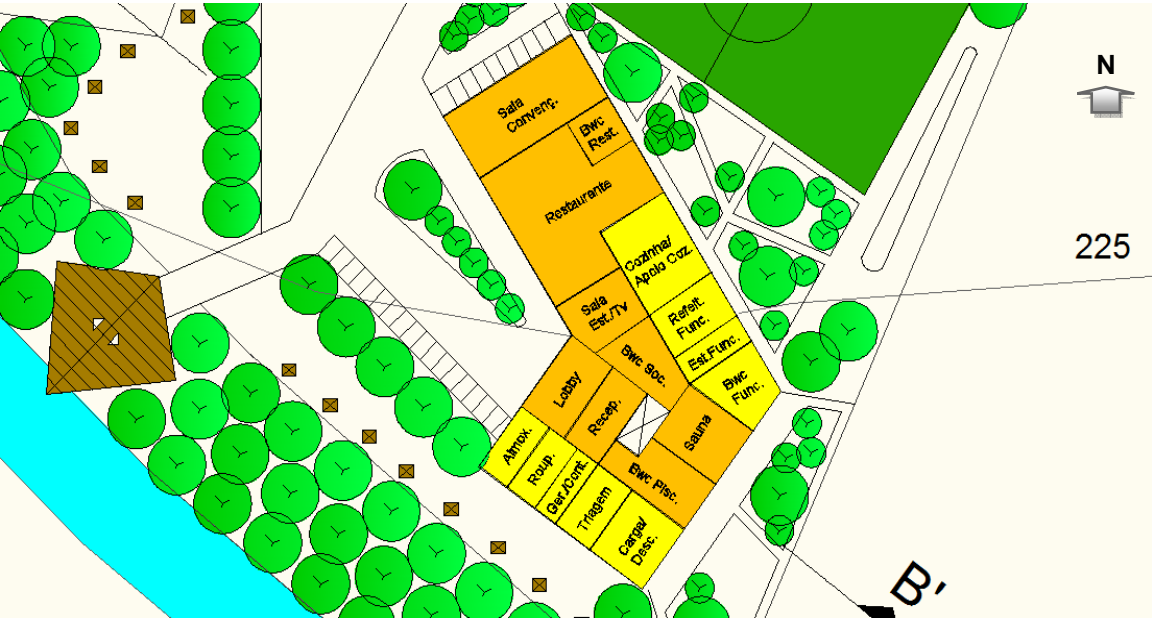 N
Sala
Convenç.
Bwc
Rest.
Restaurante
225
Cozinha/
Apoio Coz.
Sala
Est./Tv
Refeit.
Func.
Est.Func.
Bwc Soc.
Bwc
Func.
Lobby
Recep.
Sauna
Almox.
Roup.
Ger./Cont.
Triagem
Bwc Pisc.
Carga/
Desc.
B'